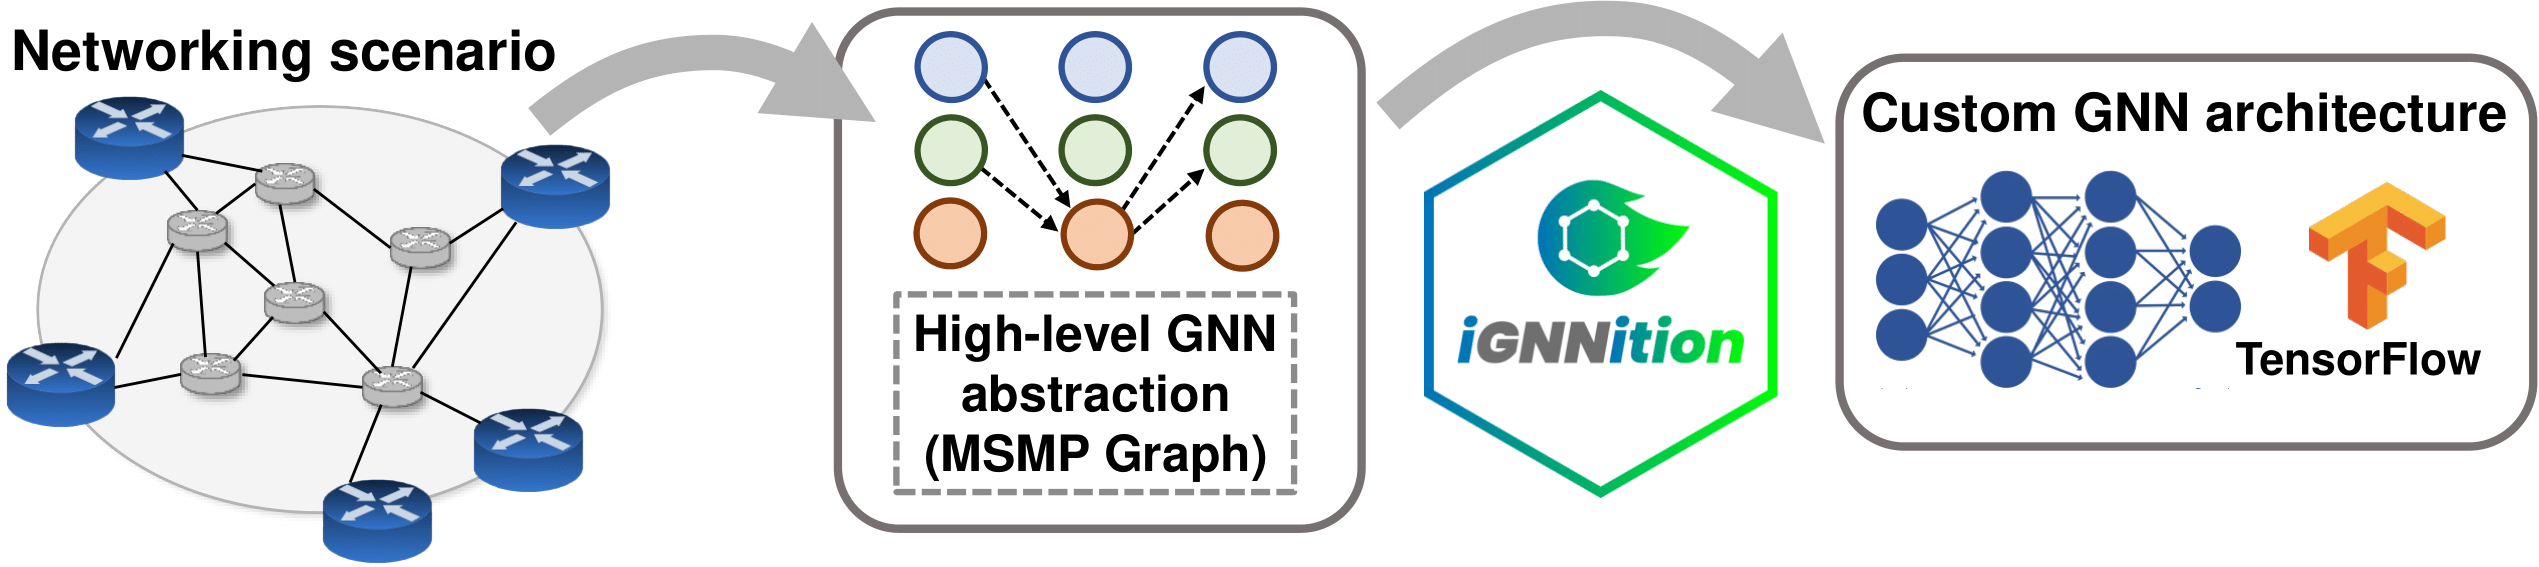 Networking scenario
High-level GNN
abstraction
(MSMP Graph)
iGNNition
Custom GNN architecture
TensorFlow